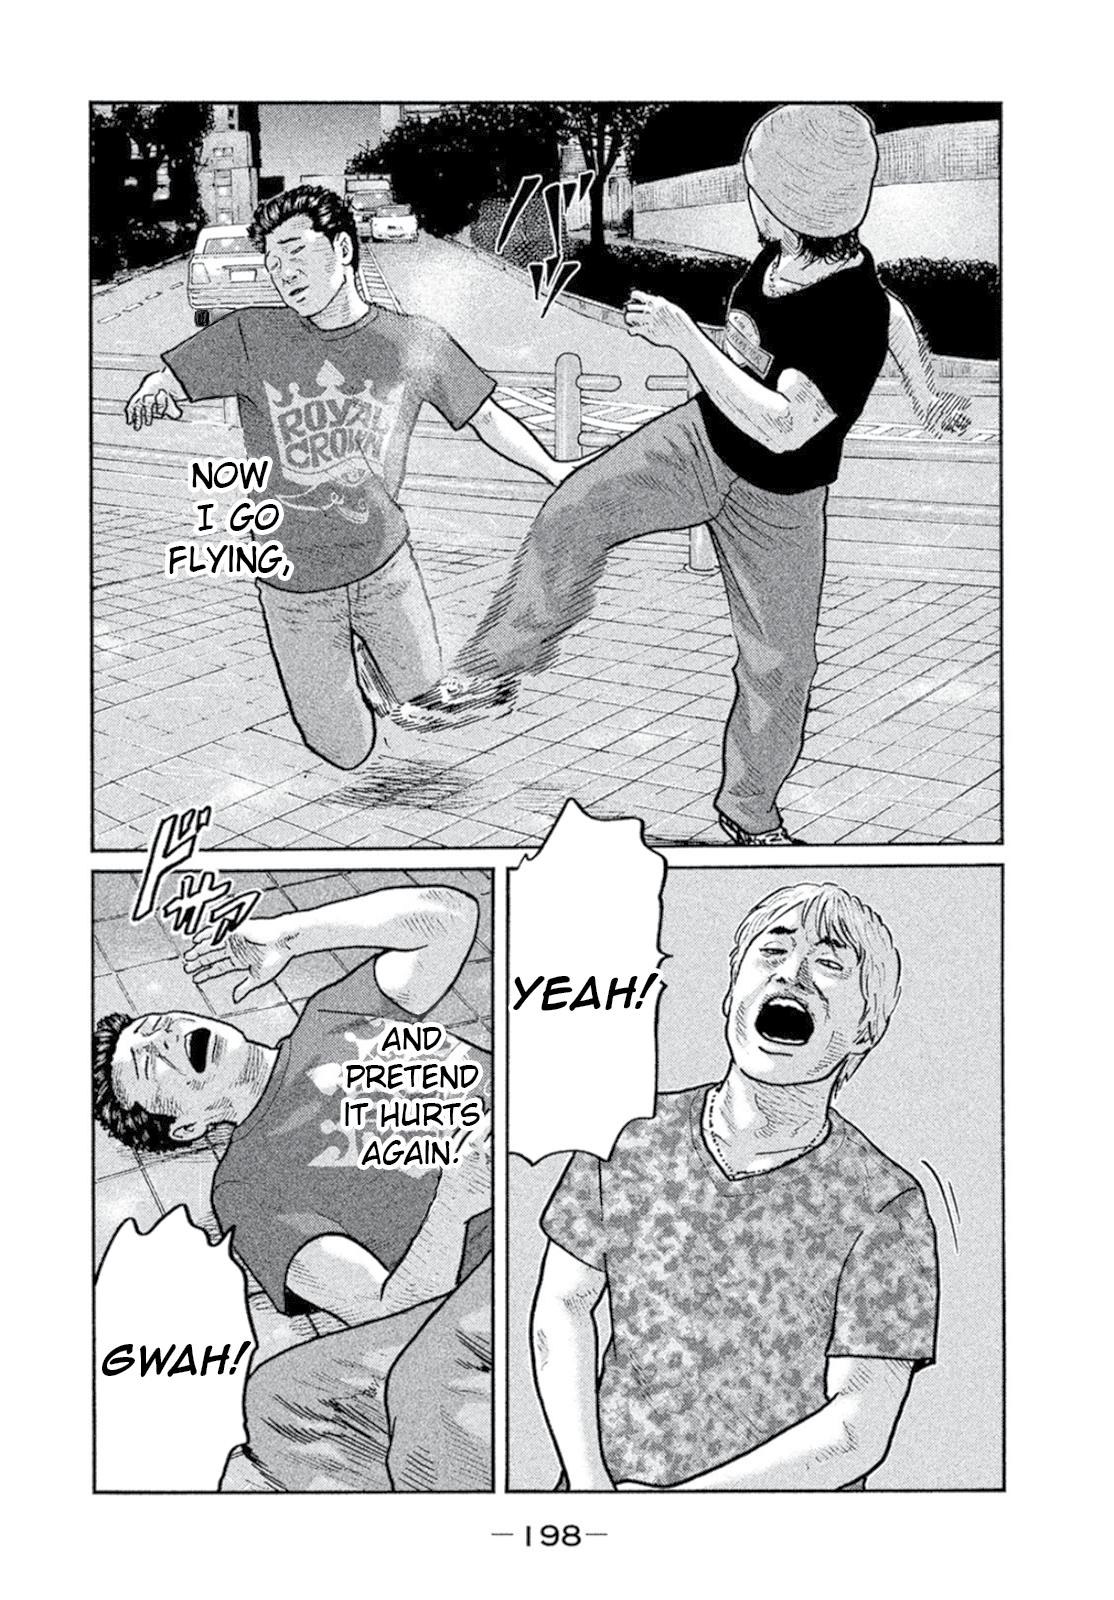 バ
ROYAL
CROWN
NOW
I GO
FLYING,
YEAH!
ドサァ
AND
PRETEND
IT HURTS
AGAIN.
GWAH!
—198—